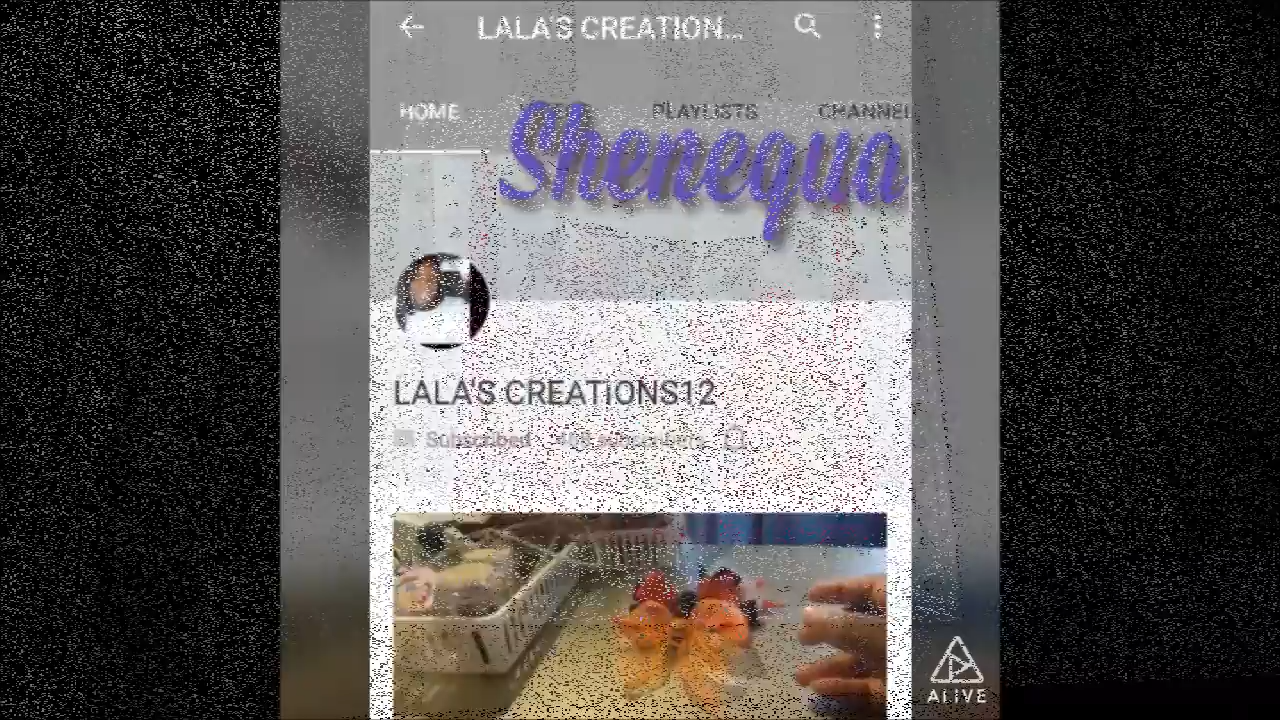 LALA'S CREATION...
HOME PLAYLISTS CHANNEL
Shenequa
LALA'S CREATIONS12
Subscribed
ALIVE